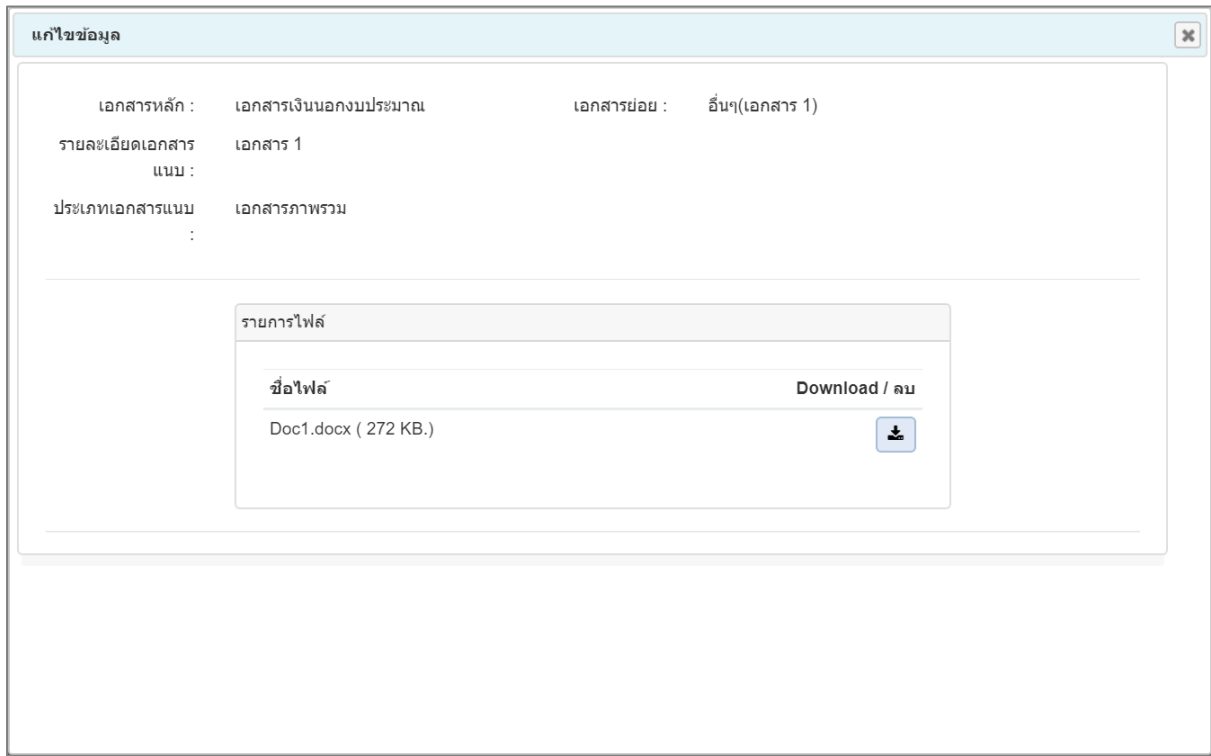 แก้ไขข้อมูล
เอกสารหลัก : เอกสารเงินนอกงบประมาณ เอกสารย่อย : อื่นๆ(เอกสาร 1)
รายละเอียดเอกสาร เอกสาร 1
แนบ :
ประเภทเอกสารแนบ เอกสารภาพรวม
:
รายการไฟล์
ชื่อไฟล์ Download / ลบ
Doc1.docx ( 272 KB.)